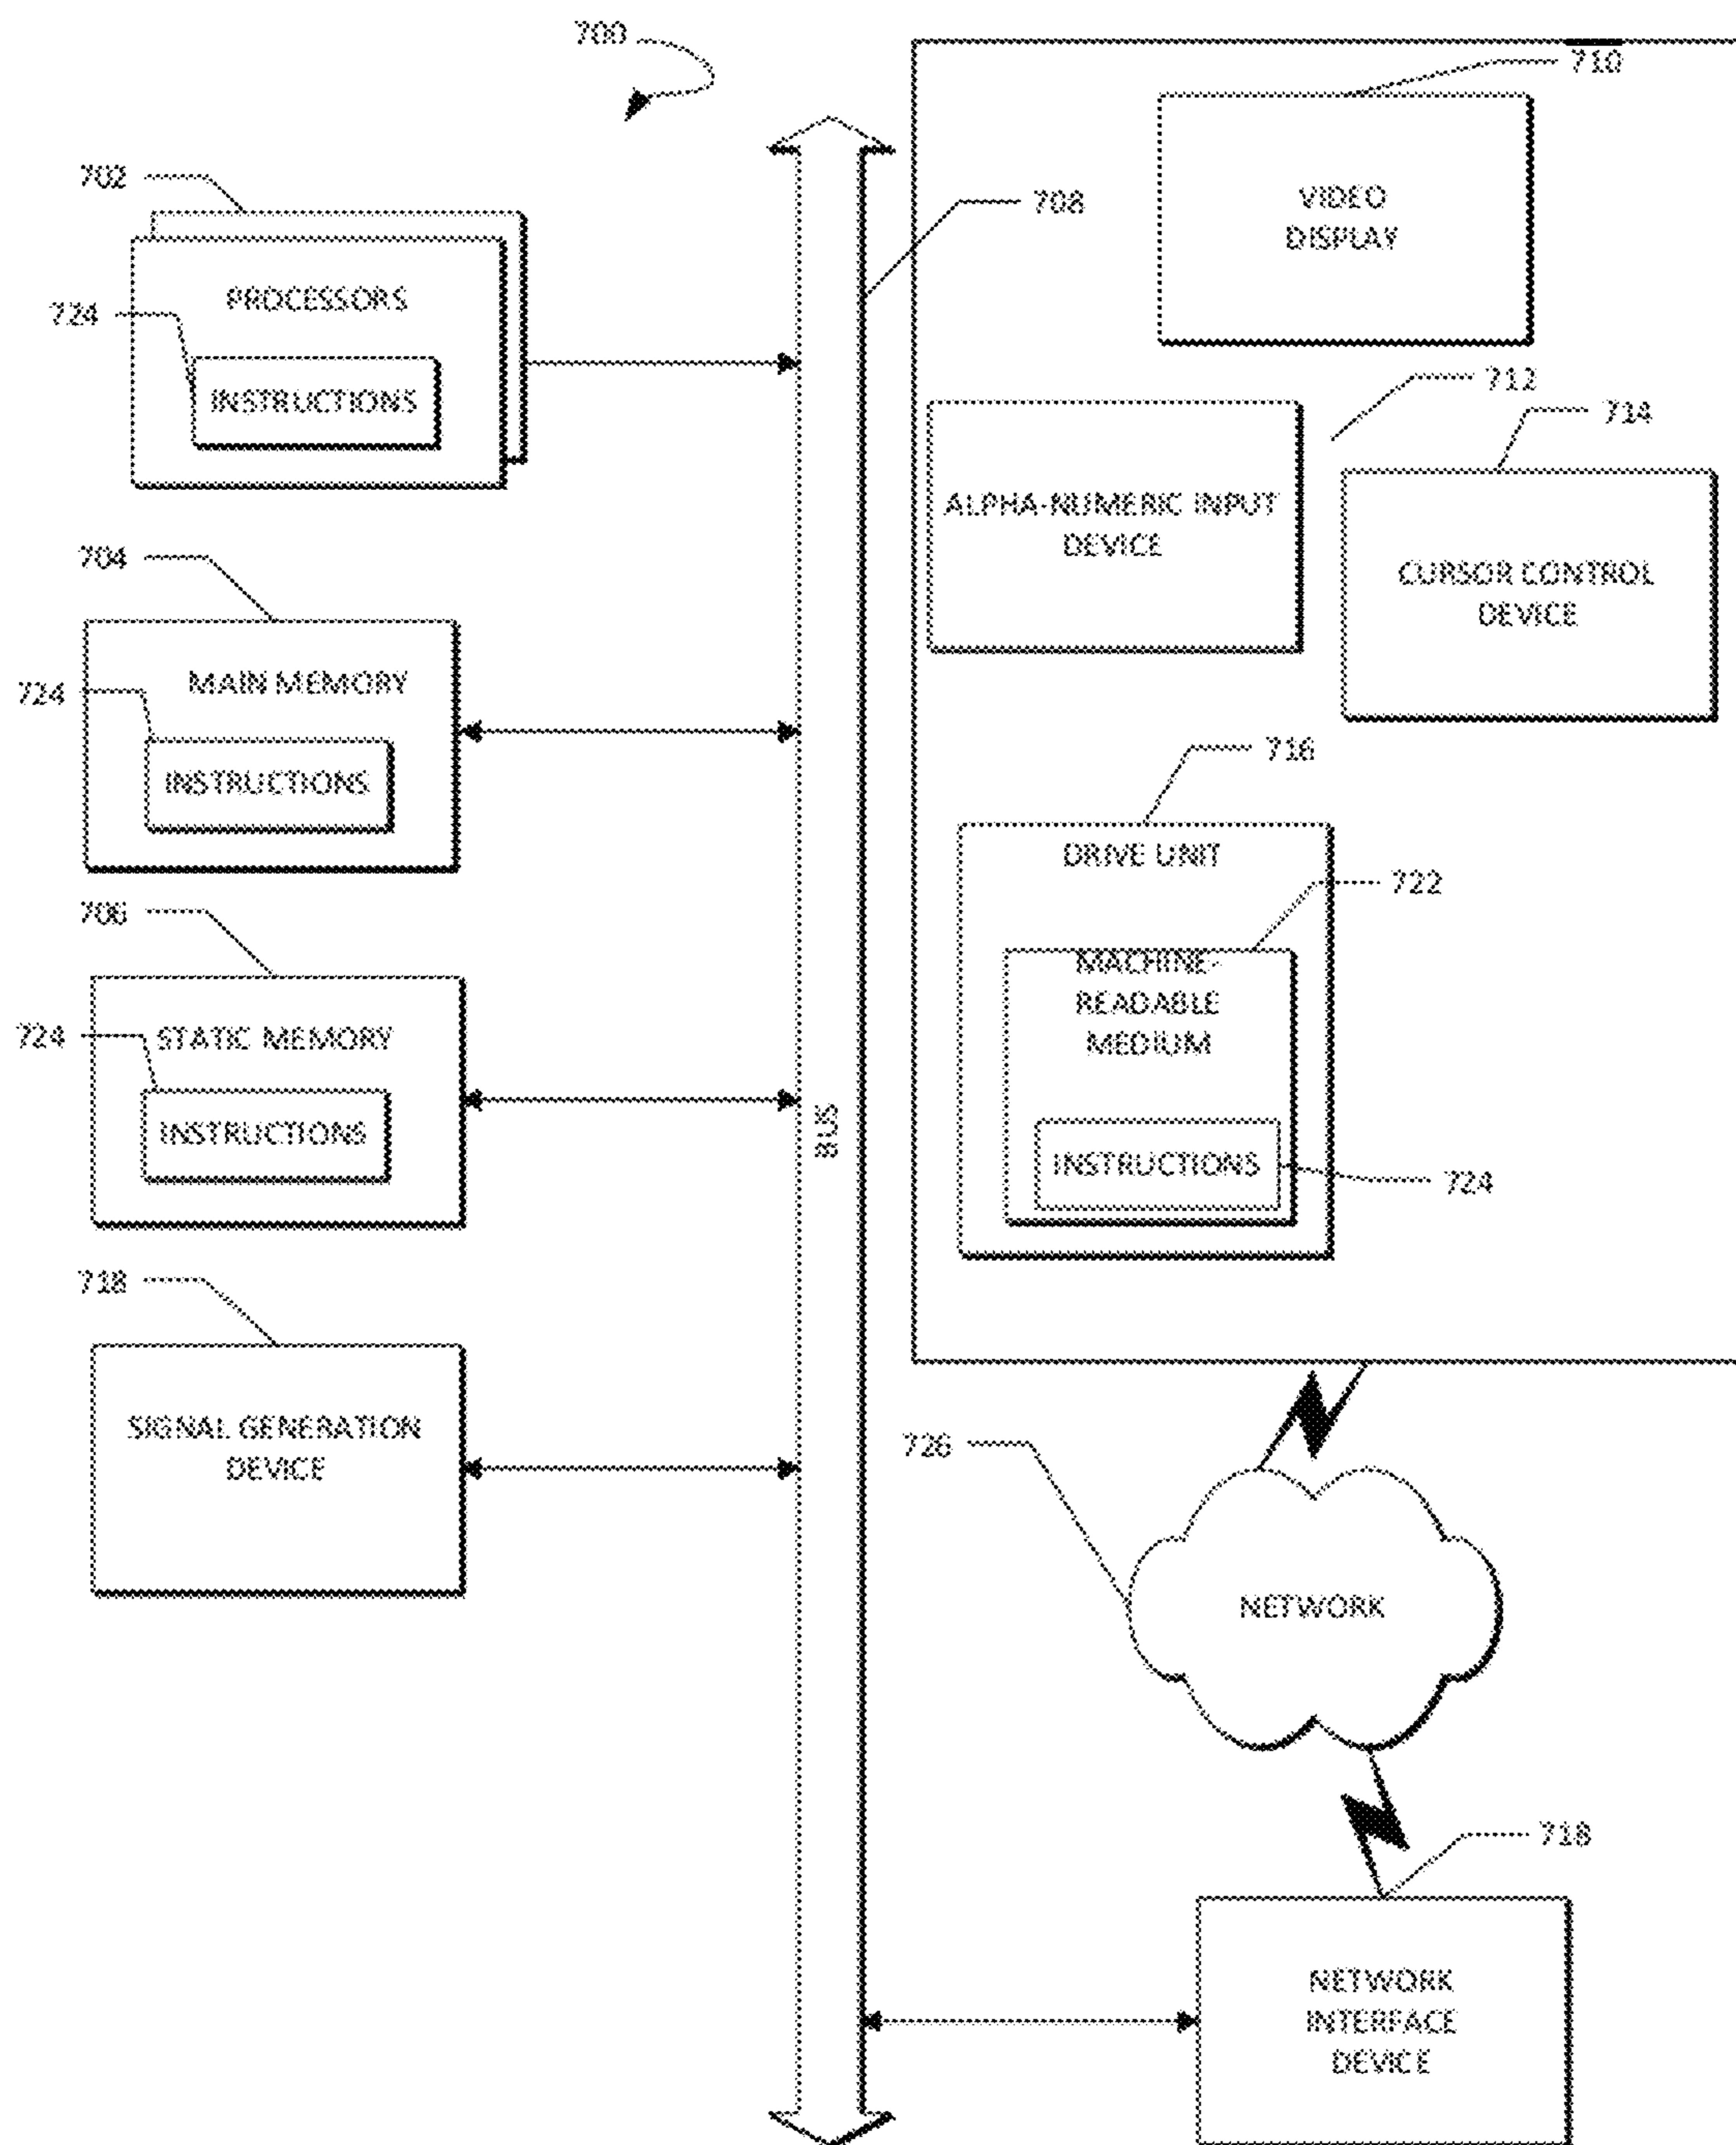 700
710
VIDEO
DISPLAY
702
708
PROCESSORS
724
INSTRUCTIONS
712
714
ALPHA-NUMERIC INPUT
DEVICE
CURSOR CONTROL
DEVICE
704
MAIN MEMORY
724
INSTRUCTIONS
716
DRIVE UNIT
722
MACHINE-
READABLE
MEDIUM
INSTRUCTIONS
724
706
STATIC MEMORY
724
INSTRUCTIONS
BUS
718
SIGNAL GENERATION
DEVICE
726
NETWORK
718
NETWORK
INTERFACE
DEVICE